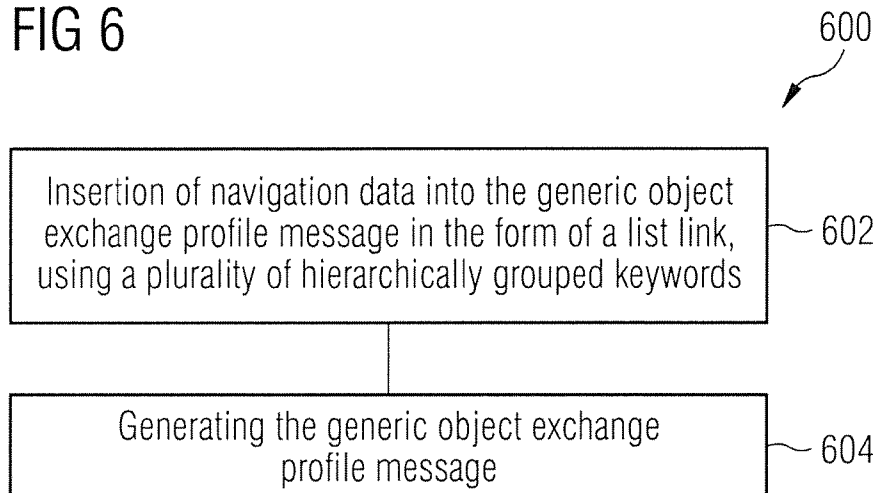 FIG 6
600
Insertion of navigation data into the generic object
exchange profile message in the form of a list link,
using a plurality of hierarchically grouped keywords
602
Generating the generic object exchange
profile message
604